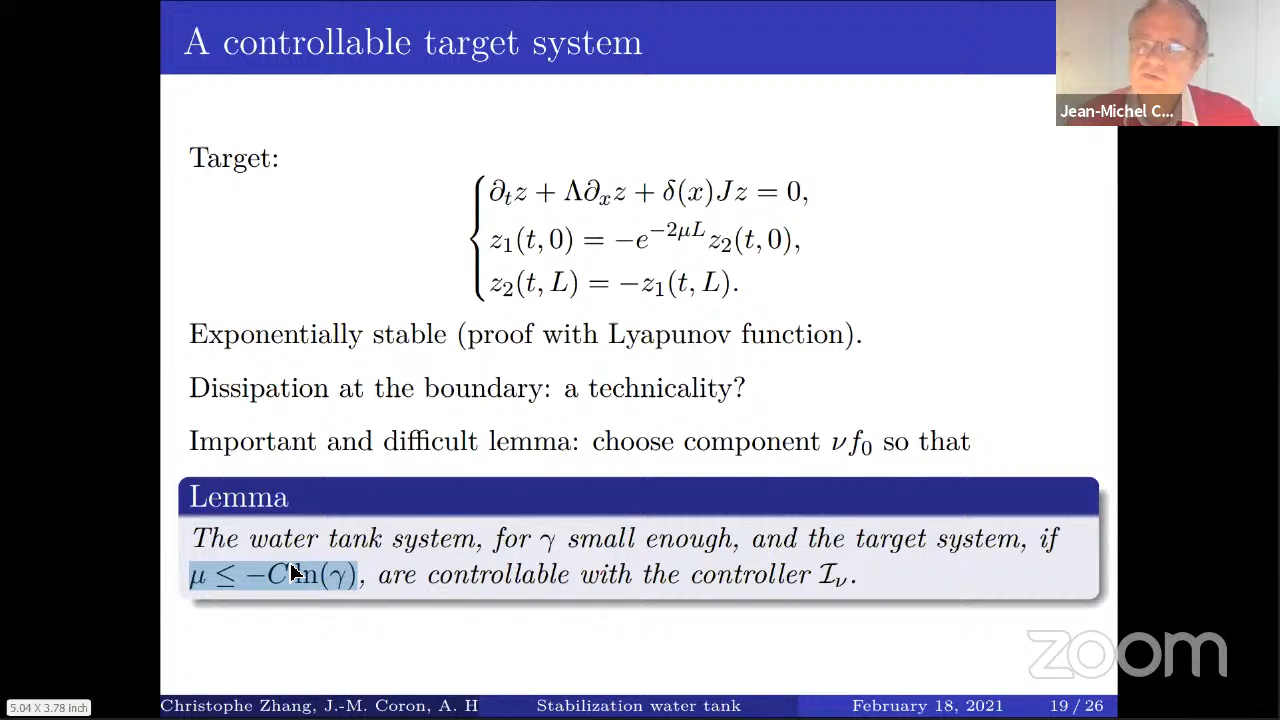 A controllable target system
Jean-Michel C...
Target:
∂ₜz + Λ∂ₓz + δ(x)Jz = 0,
z₁(t, 0) = −e^{−2μL}z₂(t, 0),
z₂(t, L) = −z₁(t, L).
Exponentially stable (proof with Lyapunov function).
Dissipation at the boundary: a technicality?
Important and difficult lemma: choose component νf₀ so that
Lemma
The water tank system, for γ small enough, and the target system, if
μ ≤ −C ln(γ), are controllable with the controller ℐ_ν.
zoom
5.04 X 3.78 inch
Christophe Zhang, J.-M. Coron, A. H Stabilization water tank February 18, 2021 19 / 26